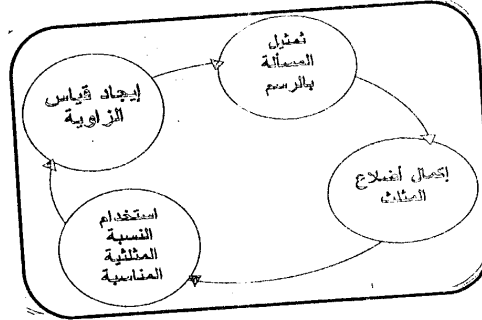 تمثيل
المسألة
بالرسم
إكمال أضلاع
المثلث
استخدام
النسبة
المثلثية
المناسبة
إيجاد قياس
الزاوية